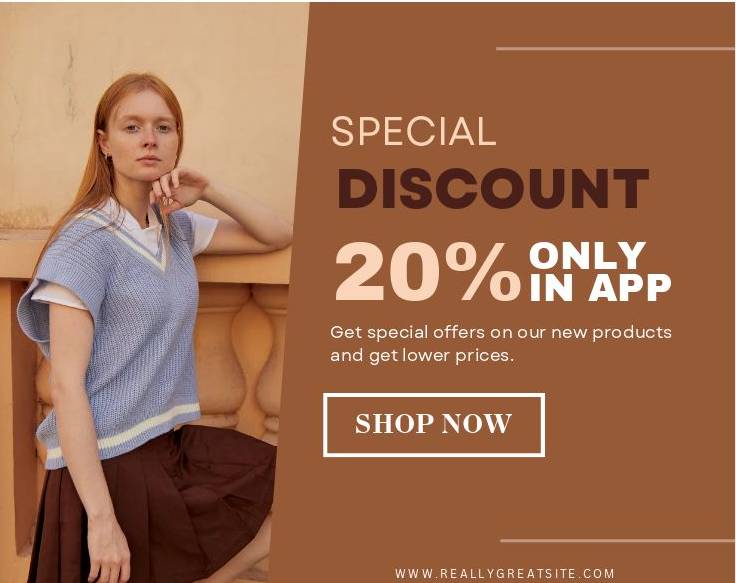 SPECIAL
DISCOUNT
20% ONLY
IN APP
Get special offers on our new products
and get lower prices.
SHOP NOW
WWW.REALLYGREATSITE.COM